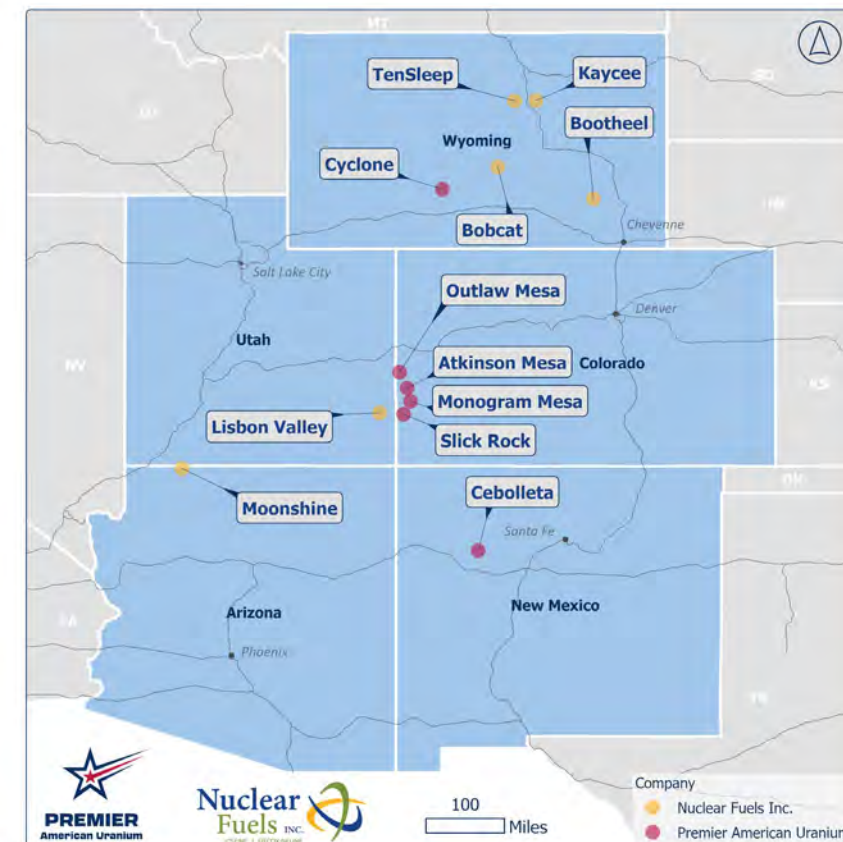 MT
TenSleep
Kaycee
SD
ID
Bootheel
Wyoming
Cyclone
NE
Bobcat
Cheyenne
Salt Lake City
Outlaw Mesa
Denver
Utah
NV
Atkinson Mesa
Colorado
KS
Monogram Mesa
Lisbon Valley
Slick Rock
OK
Cebolleta
Moonshine
Santa Fe
New Mexico
Arizona
CA
Phoenix
TX
PREMIER
American Uranium
Nuclear
Fuels INC.
100
Miles
Company
Nuclear Fuels Inc.
Premier American Uranium